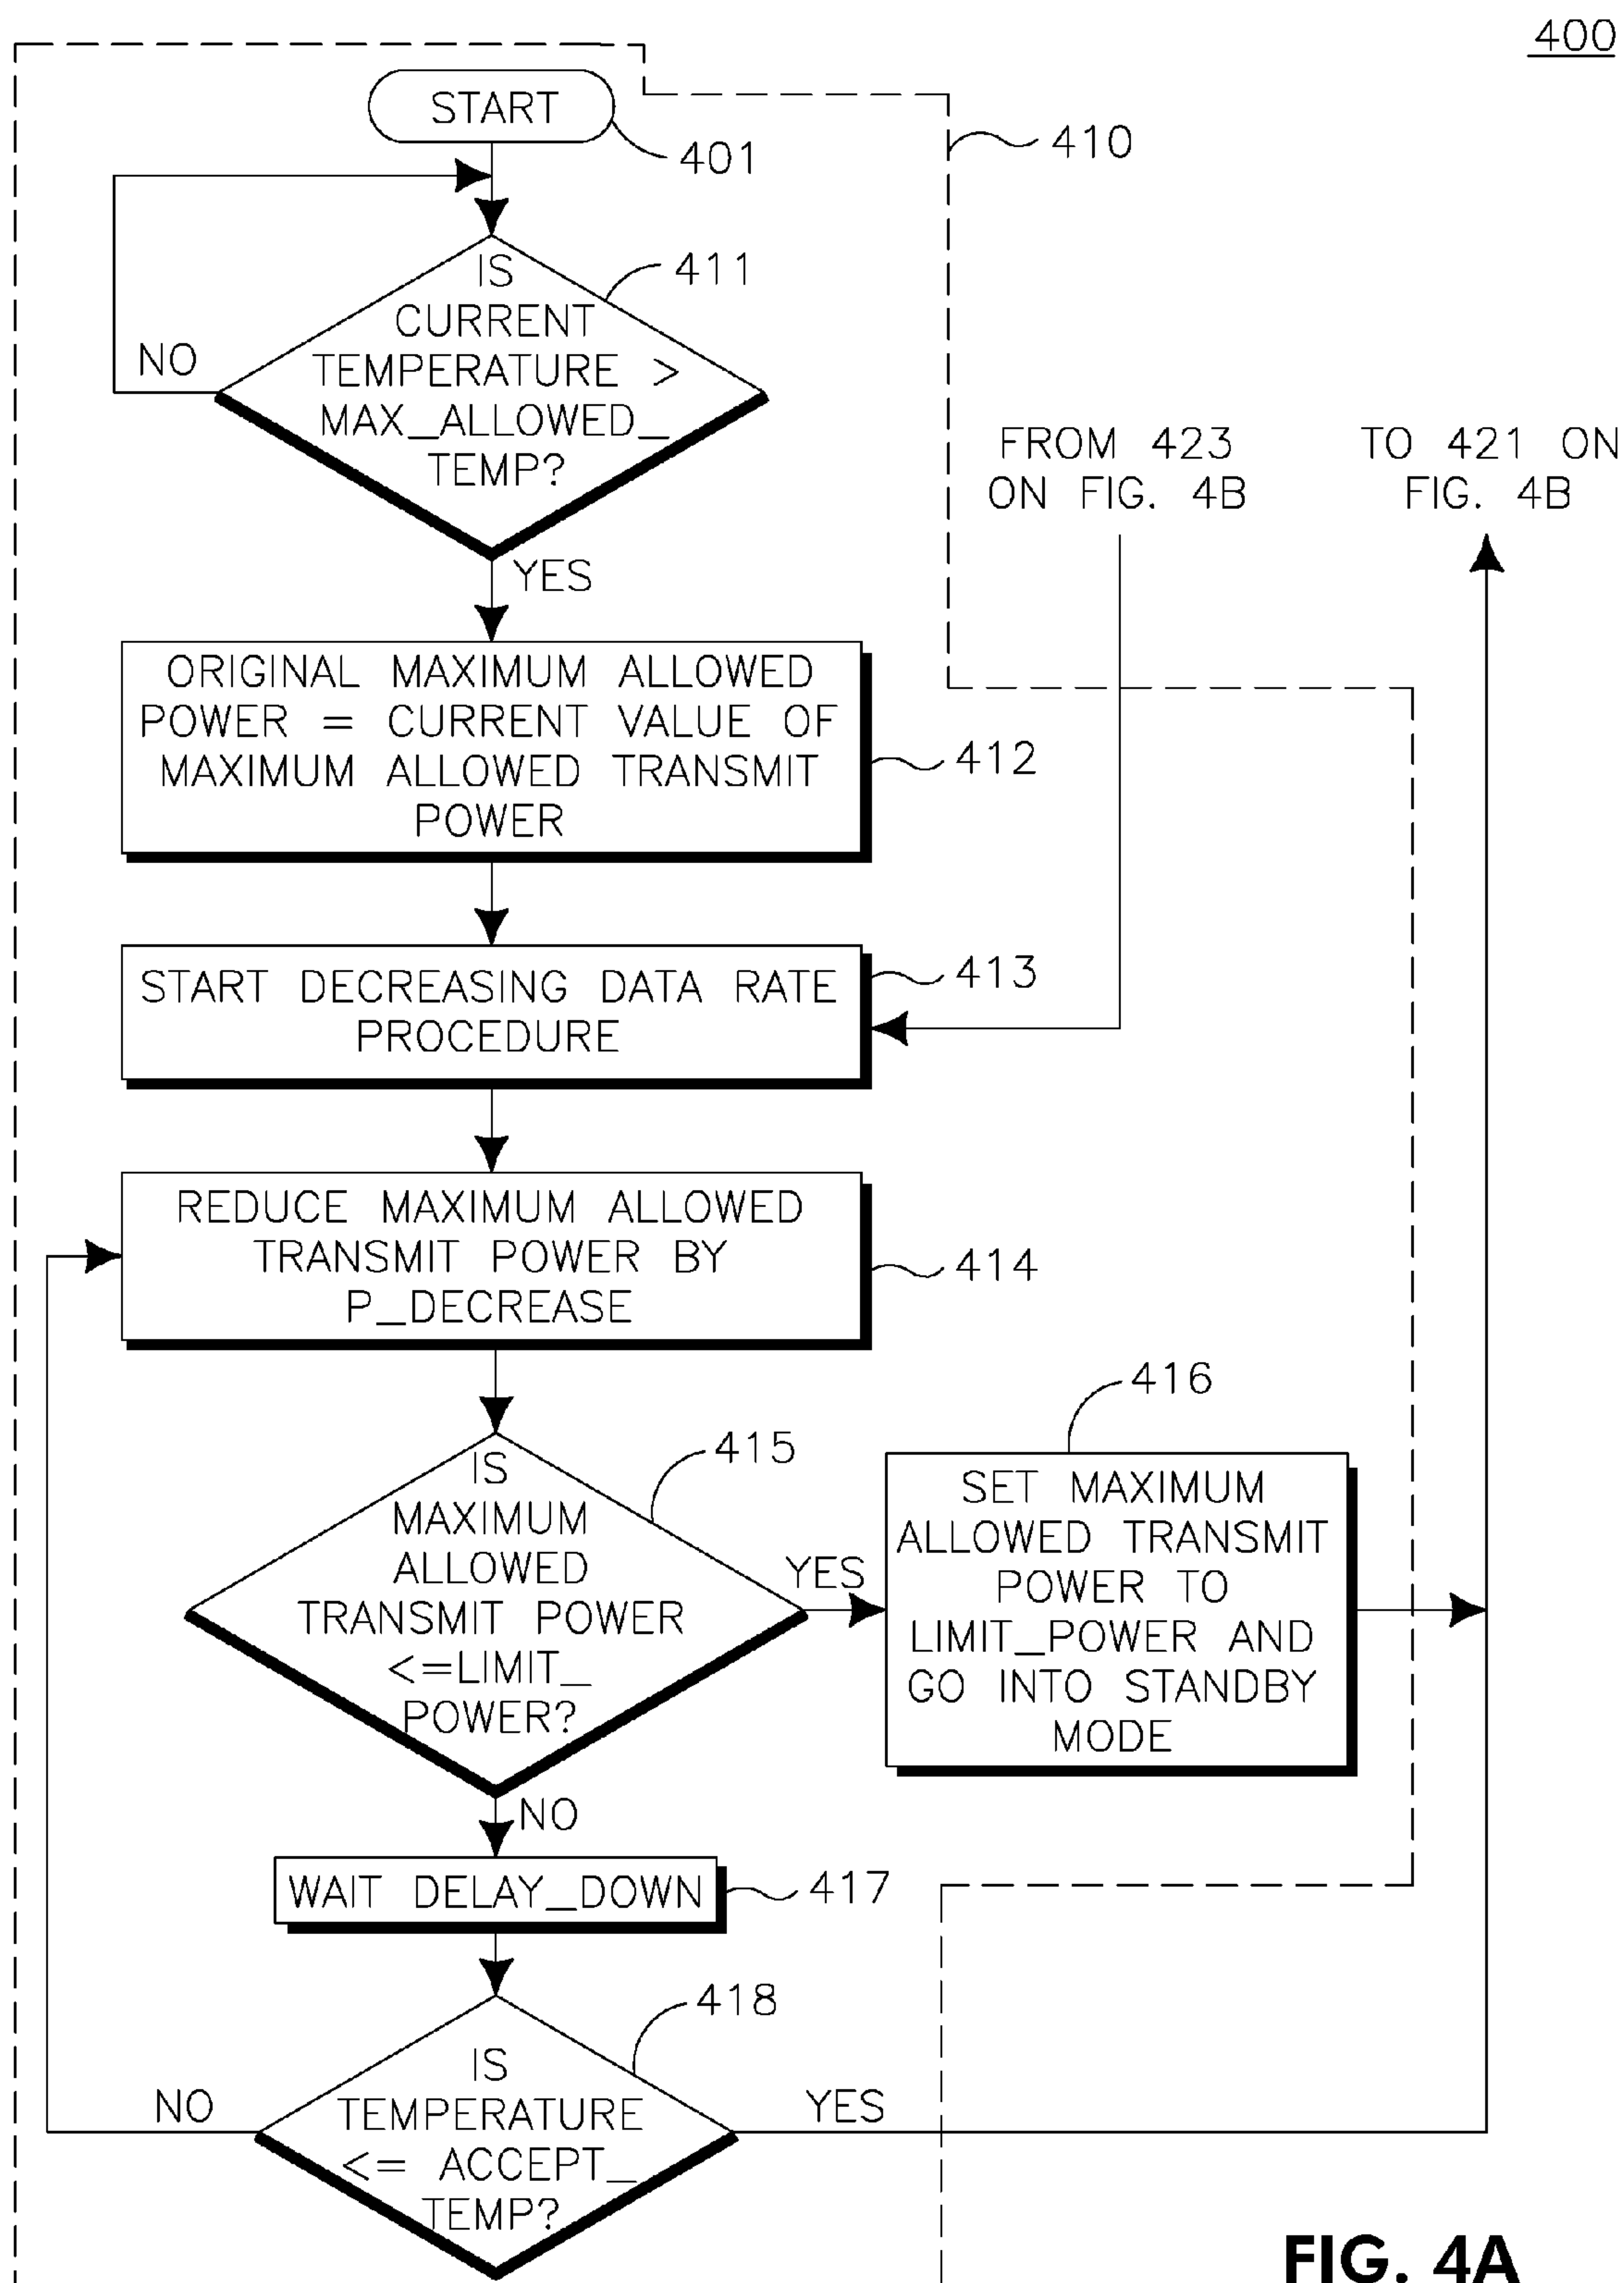 400
START
401
410
IS
CURRENT
TEMPERATURE >
MAX_ALLOWED_
TEMP?
411
NO
YES
FROM 423
ON FIG. 4B
TO 421 ON
FIG. 4B
ORIGINAL MAXIMUM ALLOWED
POWER = CURRENT VALUE OF
MAXIMUM ALLOWED TRANSMIT
POWER
412
START DECREASING DATA RATE
PROCEDURE
413
REDUCE MAXIMUM ALLOWED
TRANSMIT POWER BY
P_DECREASE
414
IS
MAXIMUM
ALLOWED
TRANSMIT POWER
<=LIMIT_
POWER?
415
YES
416
SET MAXIMUM
ALLOWED TRANSMIT
POWER TO
LIMIT_POWER AND
GO INTO STANDBY
MODE
NO
WAIT DELAY_DOWN
417
418
IS
TEMPERATURE
<= ACCEPT_
TEMP?
NO
YES
FIG. 4A